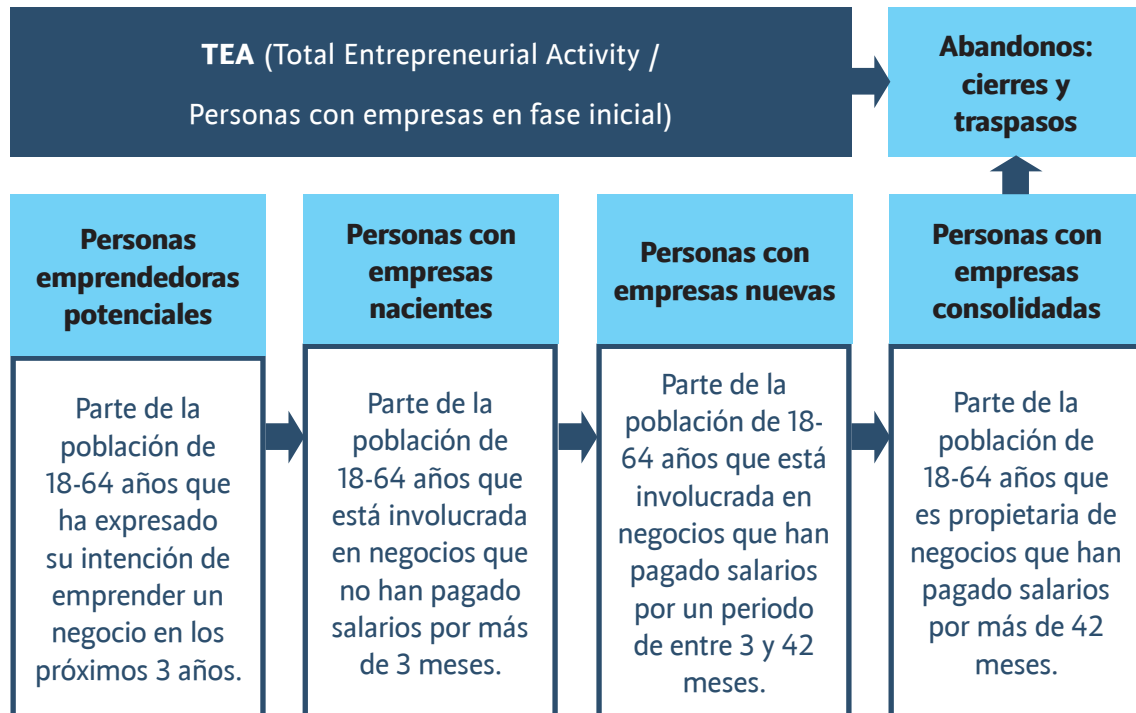 TEA (Total Entrepreneurial Activity /
Personas con empresas en fase inicial)
Abandonos:
cierres y
traspasos
Personas
emprendedoras
potenciales
Parte de la
población de
18-64 años que
ha expresado
su intención de
emprender un
negocio en los
próximos 3 años.
Personas con
empresas
nacientes
Parte de la
población de
18-64 años que
está involucrada
en negocios que
no han pagado
salarios por más
de 3 meses.
Personas con
empresas nuevas
Parte de la
población de 18-
64 años que está
involucrada en
negocios que han
pagado salarios
por un periodo
de entre 3 y 42
meses.
Personas con
empresas
consolidadas
Parte de la
población de
18-64 años que
es propietaria de
negocios que han
pagado salarios
por más de 42
meses.